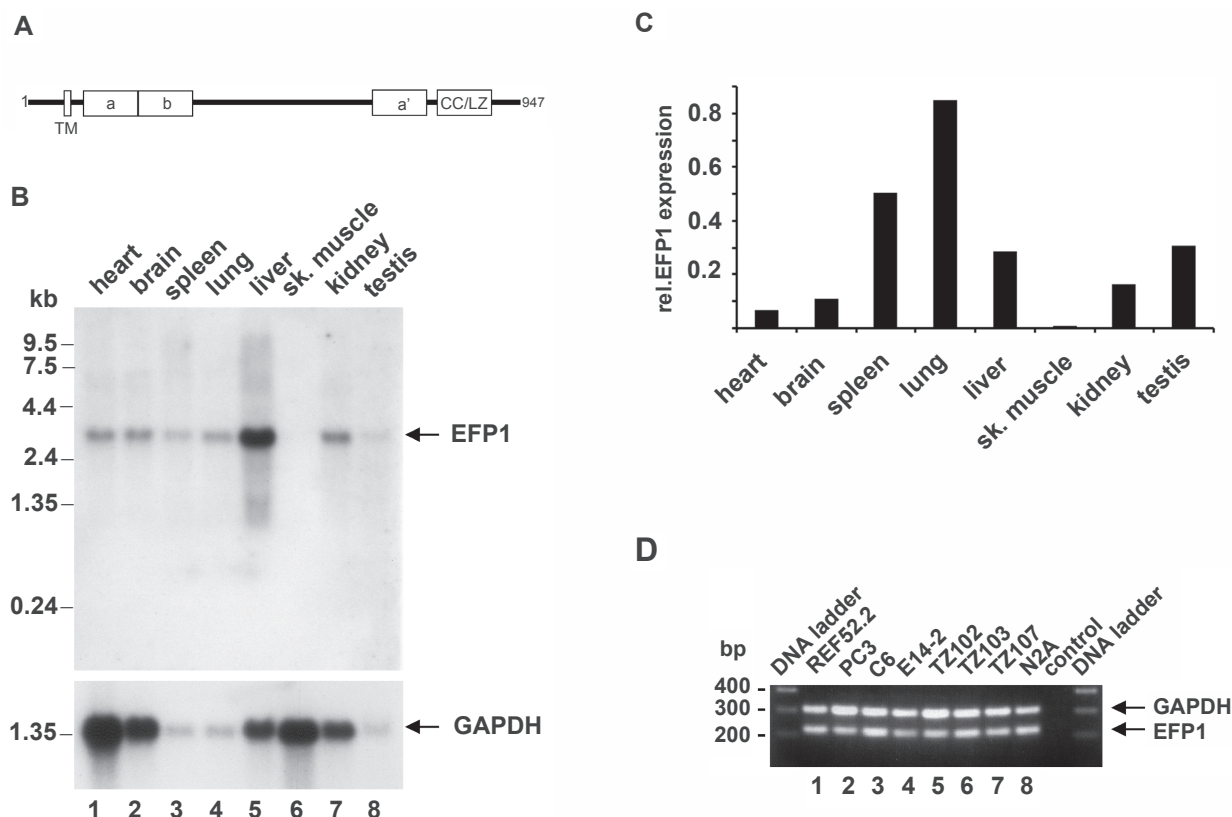 A
1
a
b
a'
CC/LZ
947
TM
B
heart
brain
spleen
lung
liver
sk. muscle
kidney
testis
kb
9.5
7.5
4.4
2.4
1.35
0.24
EFP1
1.35
GAPDH
1 2 3 4 5 6 7 8
C
rel.EFP1 expression
0.8
0.6
0.4
0.2
heart
brain
spleen
lung
liver
sk. muscle
kidney
testis
D
bp
DNA ladder
REF52.2
PC3
C6
E14-2
TZ102
TZ103
TZ107
N2A
control
DNA ladder
400
300
200
GAPDH
EFP1
1 2 3 4 5 6 7 8